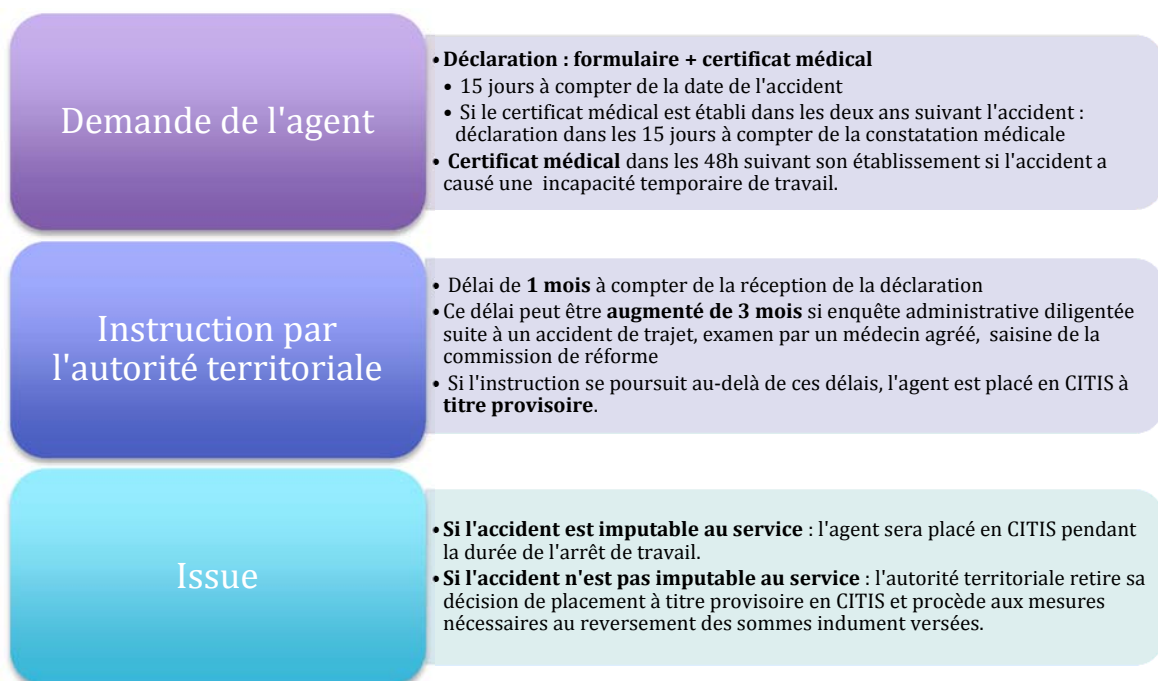 Demande de l'agent
•Déclaration : formulaire + certificat médical
• 15 jours à compter de la date de l'accident
• Si le certificat médical est établi dans les deux ans suivant l'accident :
déclaration dans les 15 jours à compter de la constatation médicale
• Certificat médical dans les 48h suivant son établissement si l'accident a
causé une incapacité temporaire de travail.
Instruction par
l'autorité territoriale
• Délai de 1 mois à compter de la réception de la déclaration
•Ce délai peut être augmenté de 3 mois si enquête administrative diligentée
suite à un accident de trajet, examen par un médecin agréé, saisine de la
commission de réforme
• Si l'instruction se poursuit au-delà de ces délais, l'agent est placé en CITIS à
titre provisoire.
Issue
•Si l'accident est imputable au service : l'agent sera placé en CITIS pendant
la durée de l'arrêt de travail.
•Si l'accident n'est pas imputable au service : l'autorité territoriale retire sa
décision de placement à titre provisoire en CITIS et procède aux mesures
nécessaires au reversement des sommes indument versées.